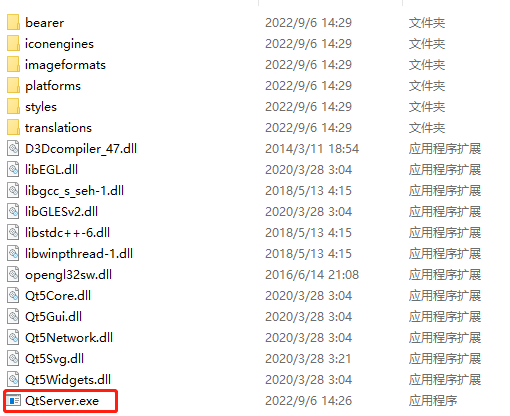 bearer 2022/9/6 14:29 文件夹
iconengines 2022/9/6 14:29 文件夹
imageformats 2022/9/6 14:29 文件夹
platforms 2022/9/6 14:29 文件夹
styles 2022/9/6 14:29 文件夹
translations 2022/9/6 14:29 文件夹
D3Dcompiler_47.dll 2014/3/11 18:54 应用程序扩展
libEGL.dll 2020/3/28 3:04 应用程序扩展
libgcc_s_seh-1.dll 2018/5/13 4:15 应用程序扩展
libGLESv2.dll 2020/3/28 3:04 应用程序扩展
libstdc++-6.dll 2018/5/13 4:15 应用程序扩展
libwinpthread-1.dll 2018/5/13 4:15 应用程序扩展
opengl32sw.dll 2016/6/14 21:08 应用程序扩展
Qt5Core.dll 2020/3/28 3:04 应用程序扩展
Qt5Gui.dll 2020/3/28 3:04 应用程序扩展
Qt5Network.dll 2020/3/28 3:04 应用程序扩展
Qt5Svg.dll 2020/3/28 3:21 应用程序扩展
Qt5Widgets.dll 2020/3/28 3:04 应用程序扩展
QtServer.exe 2022/9/6 14:26 应用程序